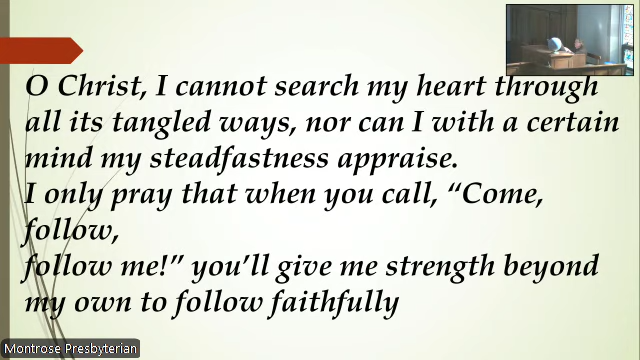 O Christ, I cannot search my heart through
all its tangled ways, nor can I with a certain
mind my steadfastness appraise.
I only pray that when you call, “Come,
follow,
follow me!” you’ll give me strength beyond
my own to follow faithfully
Montrose Presbyterian